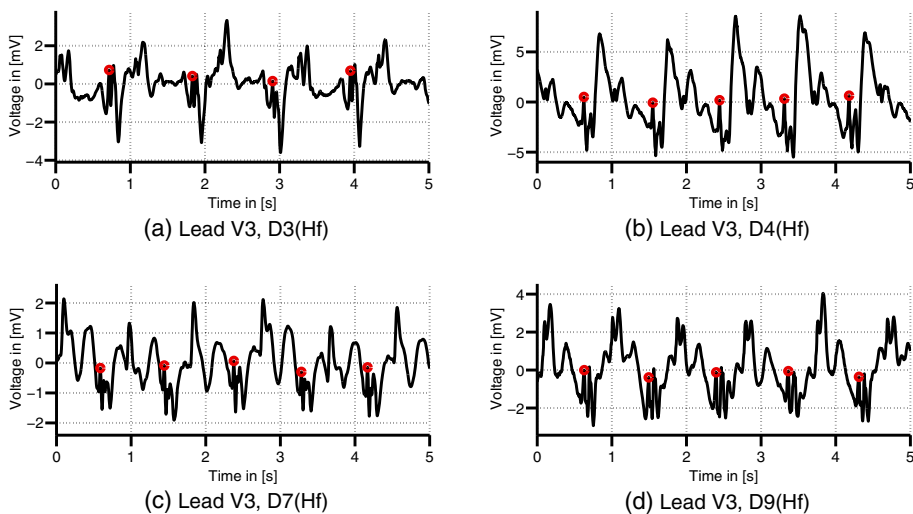 Voltage in [mV]
2
0
−2
−4
0 1 2 3 4 5
Time in [s]
(a) Lead V3, D3(Hf)
Voltage in [mV]
5
0
−5
0 1 2 3 4 5
Time in [s]
(b) Lead V3, D4(Hf)
Voltage in [mV]
2
1
0
−1
−2
0 1 2 3 4 5
Time in [s]
(c) Lead V3, D7(Hf)
Voltage in [mV]
4
2
0
−2
0 1 2 3 4 5
Time in [s]
(d) Lead V3, D9(Hf)